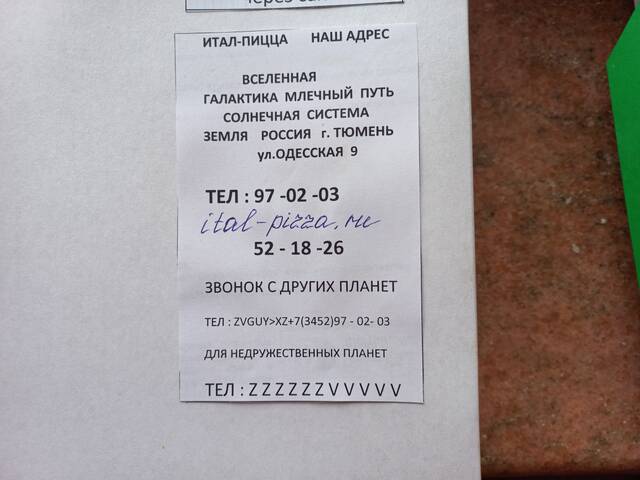 ИТАЛ-ПИЦЦА НАШ АДРЕС
ВСЕЛЕННАЯ
ГАЛАКТИКА МЛЕЧНЫЙ ПУТЬ
СОЛНЕЧНАЯ СИСТЕМА
ЗЕМЛЯ РОССИЯ г. ТЮМЕНЬ
ул.ОДЕССКАЯ 9
ТЕЛ : 97 -02 -03
ital-pizza.ru
52 - 18 -26
ЗВОНОК С ДРУГИХ ПЛАНЕТ
ТЕЛ : ZVGUY>XZ+7(3452)97 - 02- 03
ДЛЯ НЕДРУЖЕСТВЕННЫХ ПЛАНЕТ
ТЕЛ : Z Z Z Z Z Z V V V V V